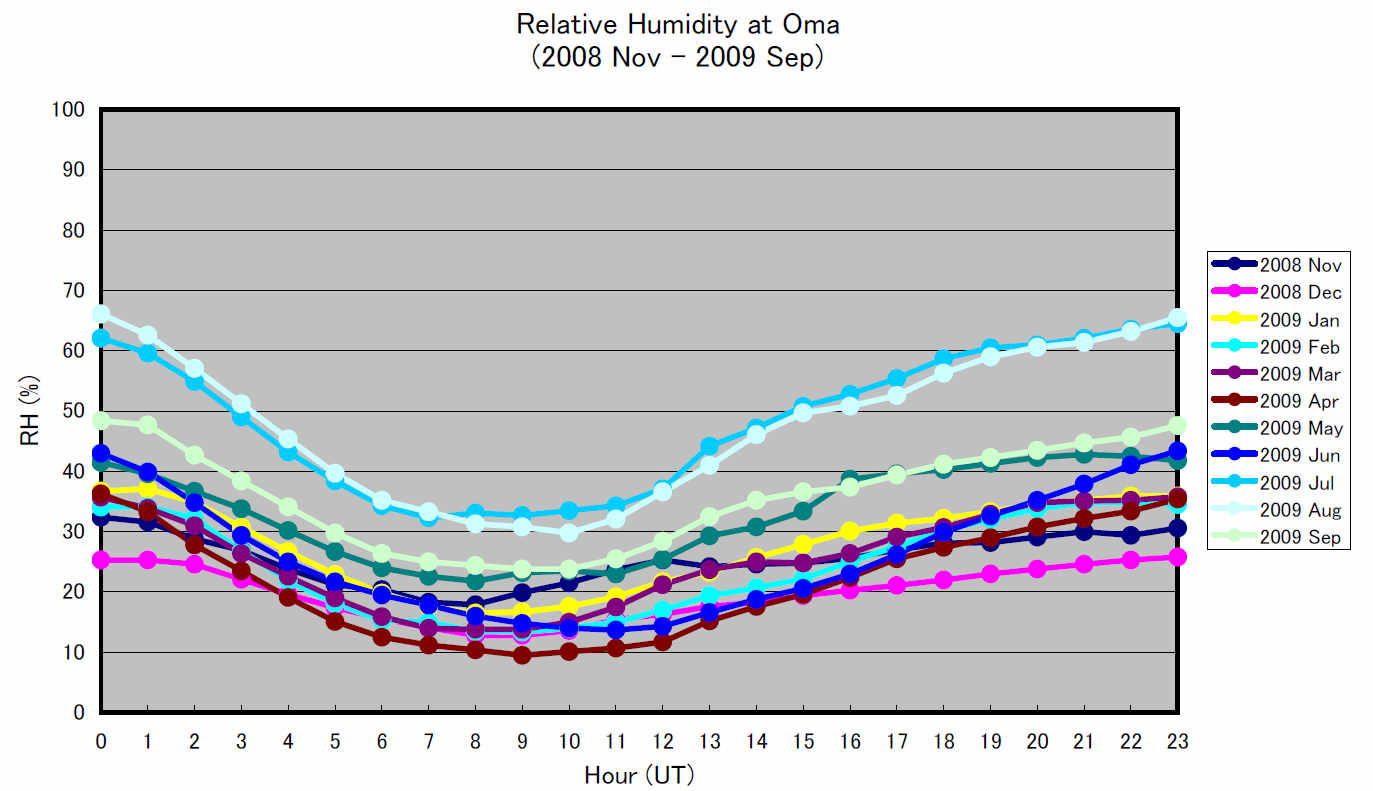 Relative Humidity at Oma
(2008 Nov - 2009 Sep)
100
90
80
70
60
50
40
30
20
10
0
RH (%)
0 1 2 3 4 5 6 7 8 9 10 11 12 13 14 15 16 17 18 19 20 21 22 23
Hour (UT)
2008 Nov
2008 Dec
2009 Jan
2009 Feb
2009 Mar
2009 Apr
2009 May
2009 Jun
2009 Jul
2009 Aug
2009 Sep